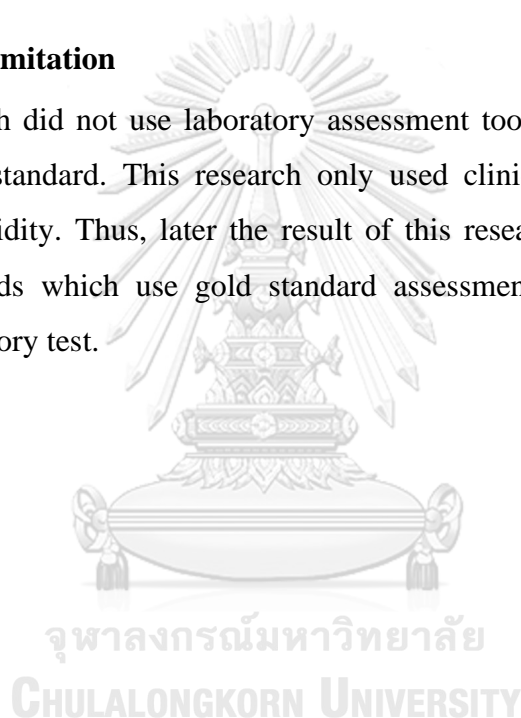 mitation
h did not use laboratory assessment too
standard. This research only used clini
idity. Thus, later the result of this resea
ds which use gold standard assessmen
ory test.
จุฬาลงกรณ์มหาวิทยาลัย
CHULALONGKORN UNIVERSITY